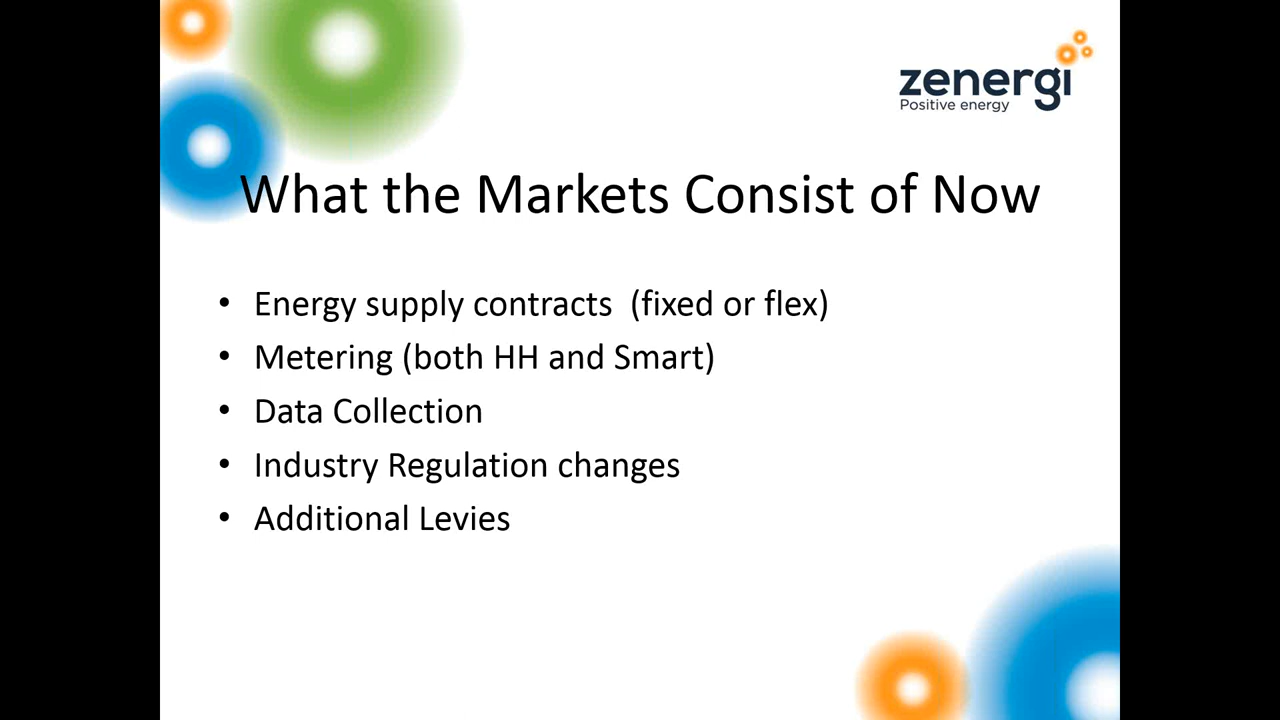 zenergi
Positive energy
What the Markets Consist of Now
• Energy supply contracts  (fixed or flex)
• Metering (both HH and Smart)
• Data Collection
• Industry Regulation changes
• Additional Levies